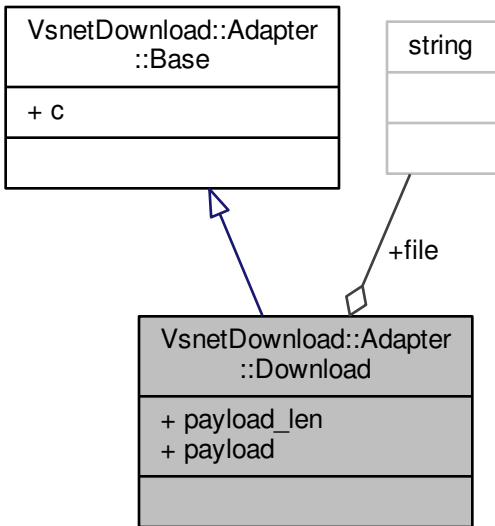 VsnetDownload::Adapter
::Base
+ c
string
+file
VsnetDownload::Adapter
::Download
+ payload_len
+ payload